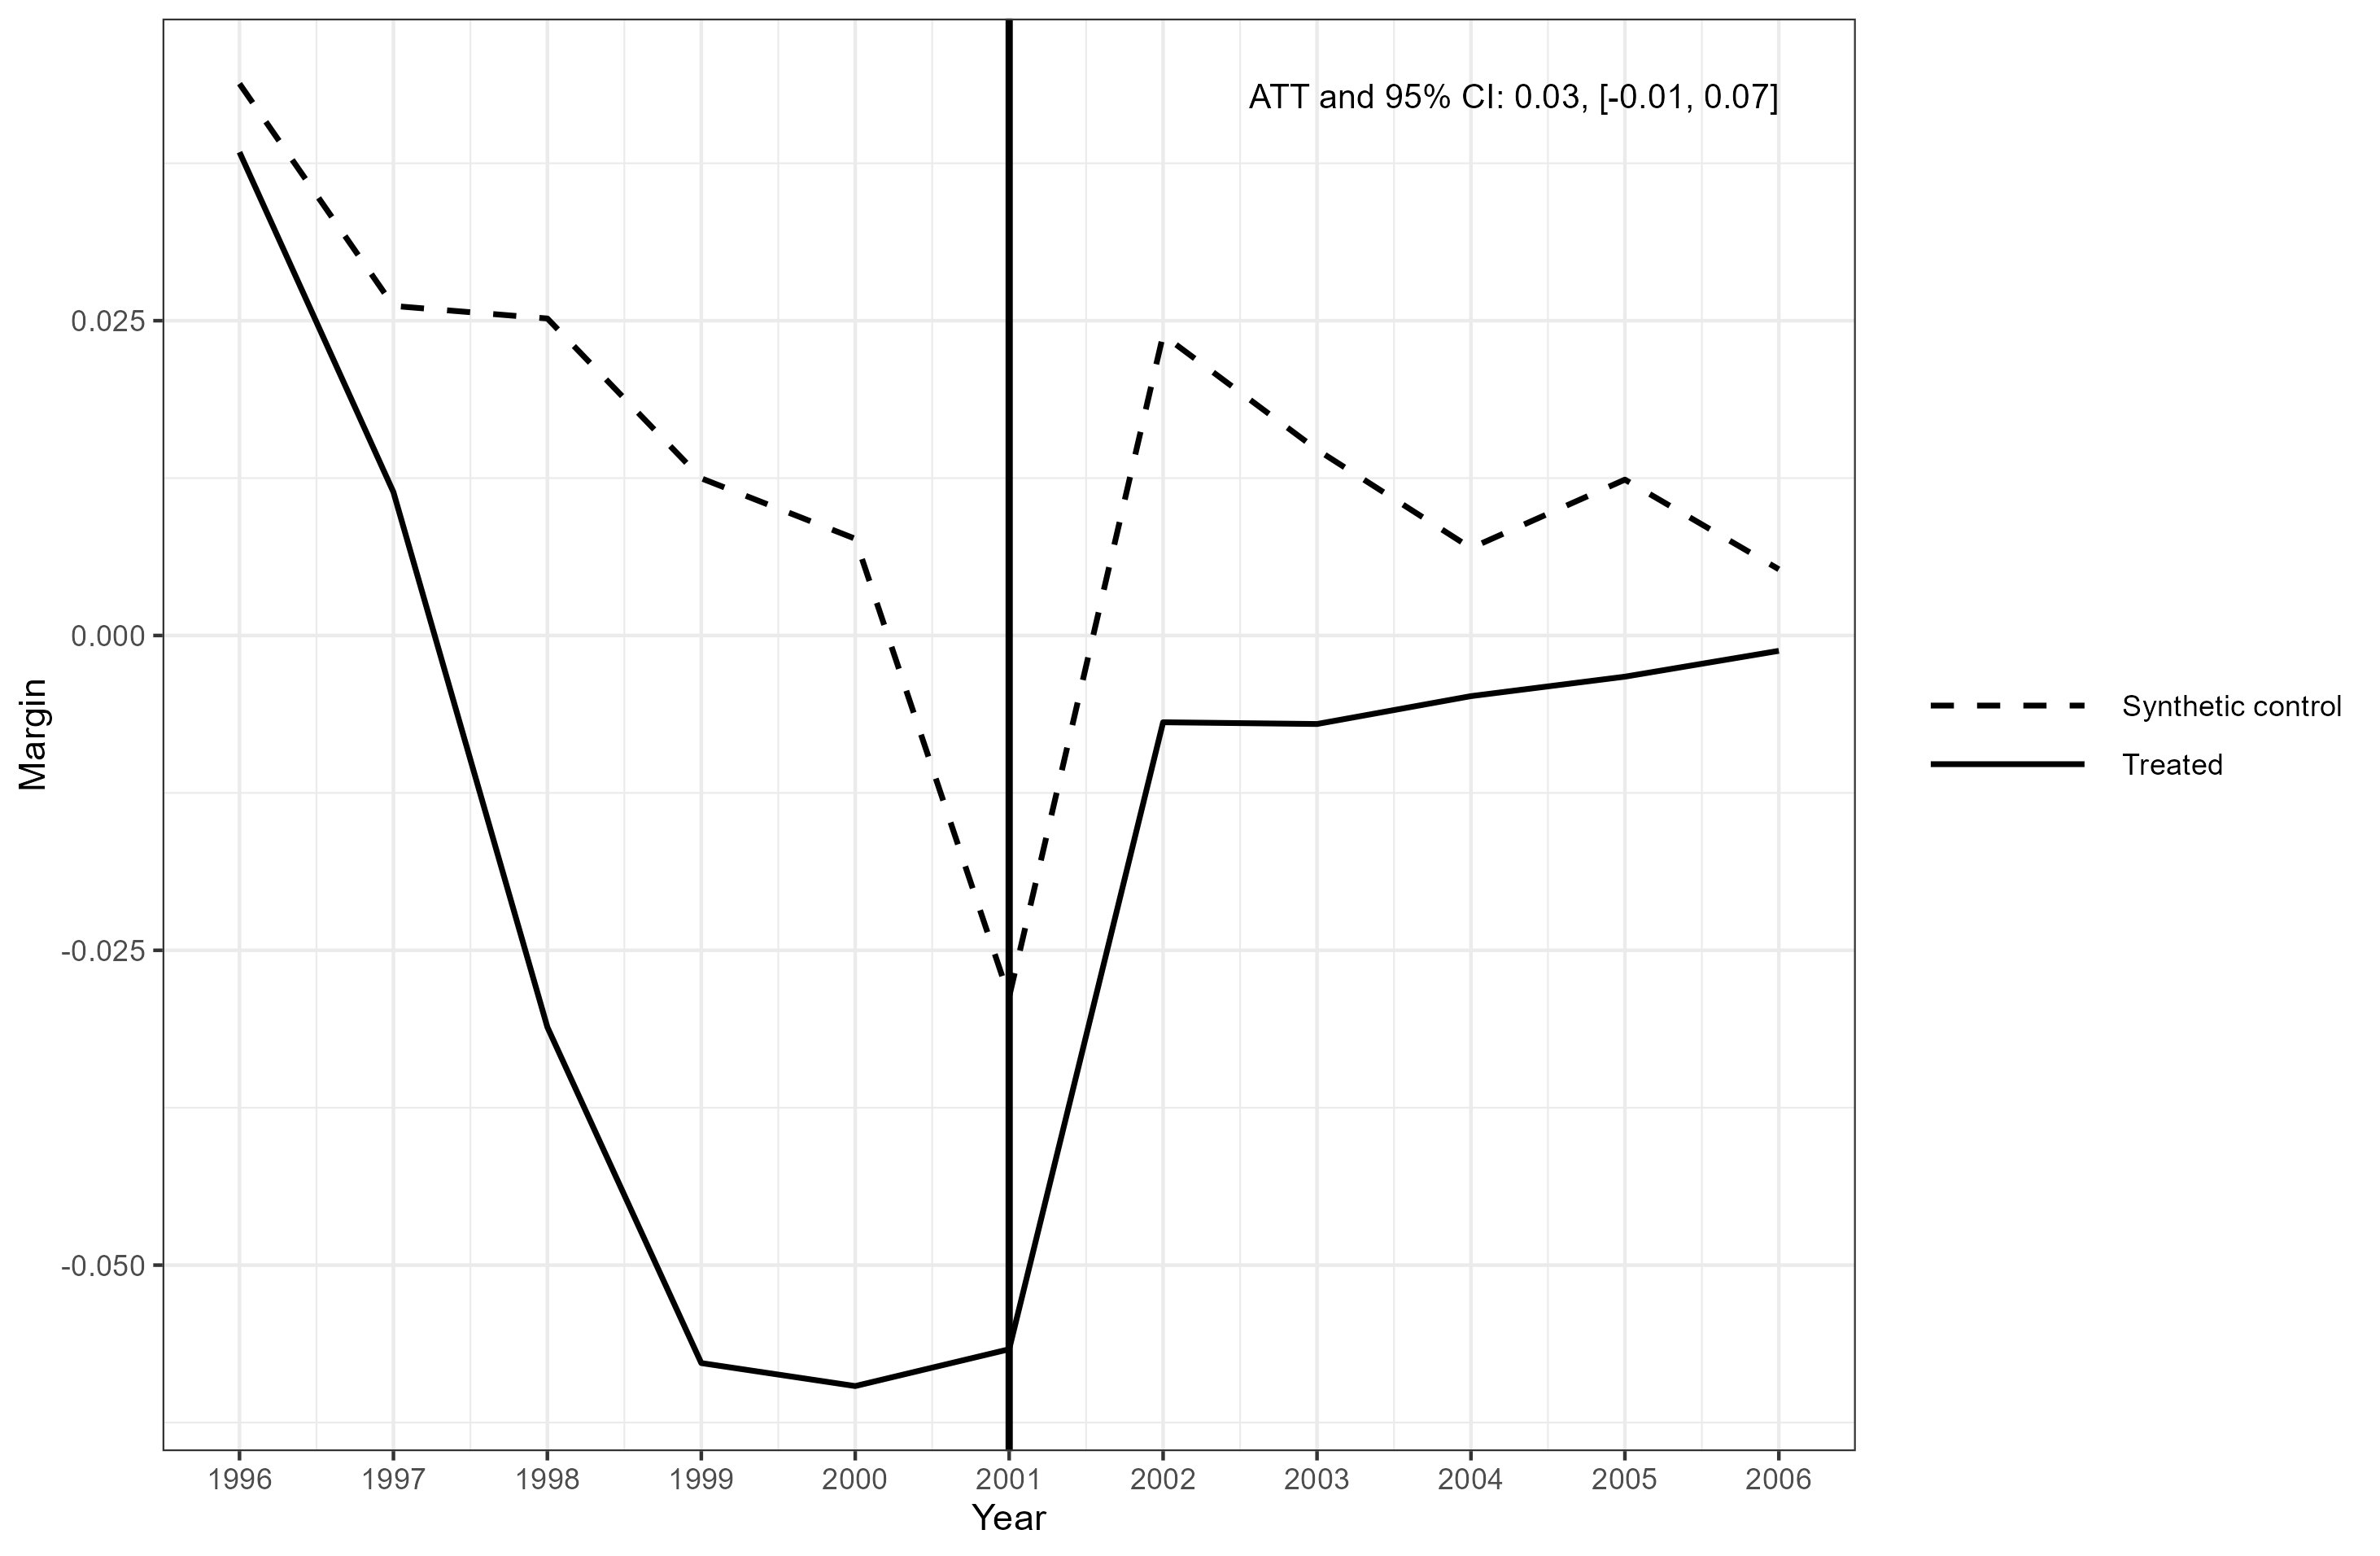 ATT and 95% CI: 0.03, [-0.01, 0.07]
0.025
0.000
-0.025
-0.050
Margin
1996 1997 1998 1999 2000 2001 2002 2003 2004 2005 2006
Year
Synthetic control
Treated